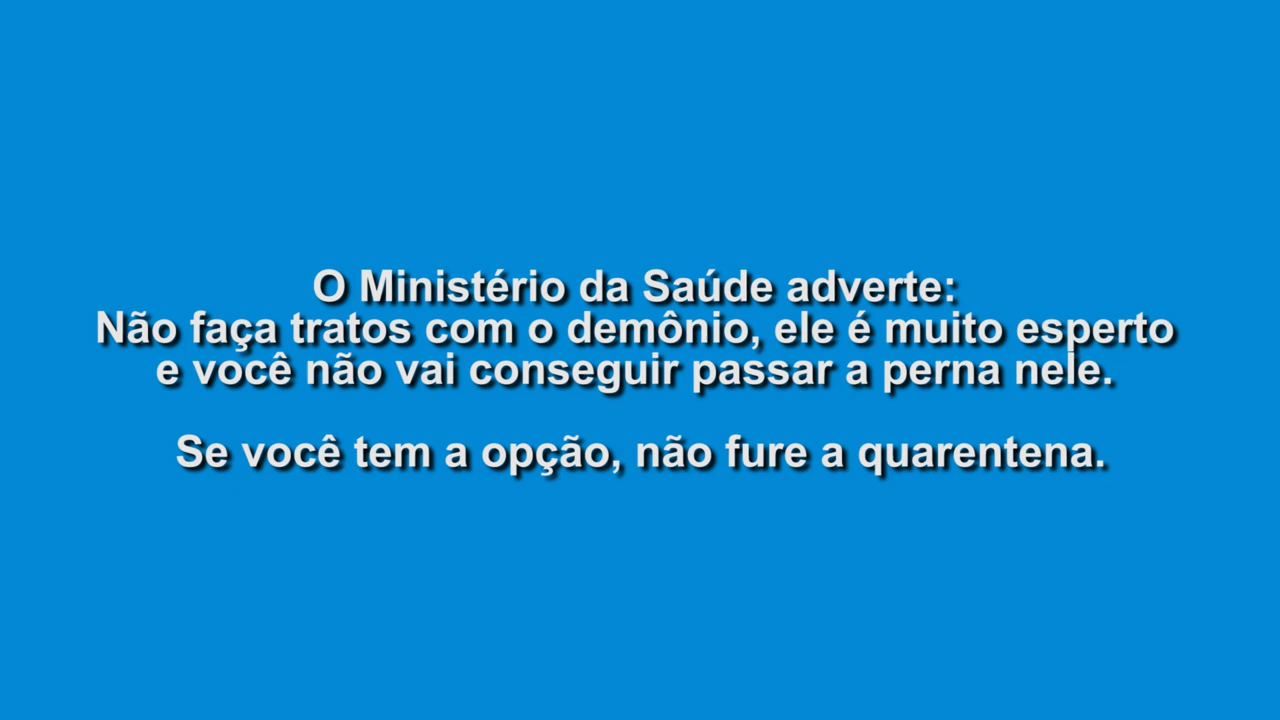 O Ministério da Saúde adverte:
Não faça tratos com o demônio, ele é muito esperto
e você não vai conseguir passar a perna nele.
Se você tem a opção, não fure a quarentena.